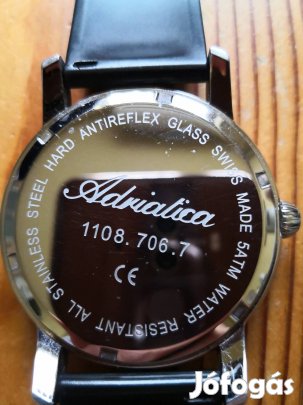 ALL STAINLESS STEEL HARD ANTIREFLEX GLASS SWISS MADE 5ATM WATER RESISTANT
Adriatica
1108.706.7
CE
Jófogás